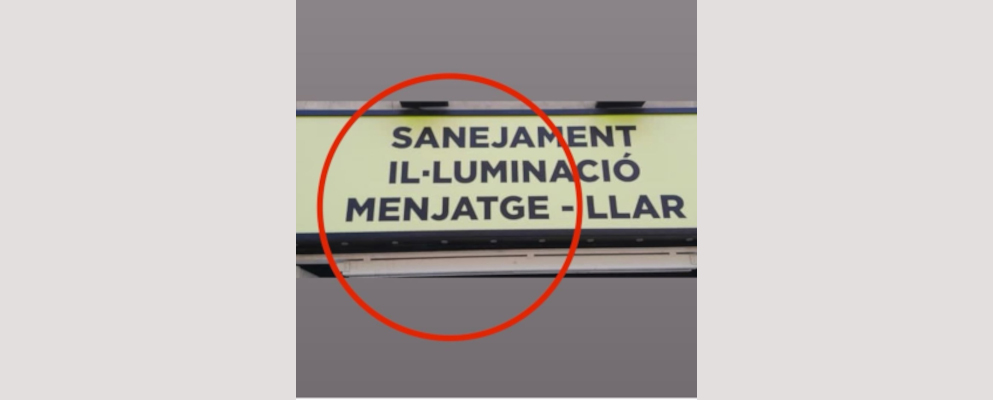 SANEJAMENT
IL·LUMINACIÓ
MENJATGE - LLAR